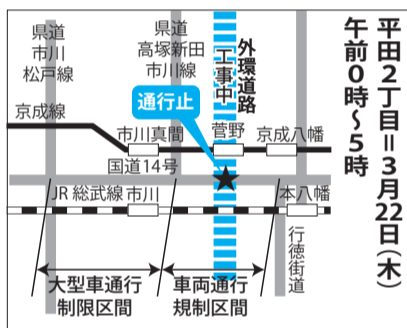 平田2丁目＝3月22日（木）
午前0時～5時
県道
市川
松戸線
県道
高塚新田
市川線
外環道路
工事中
通行止
京成線
市川真間
菅野
京成八幡
国道14号
JR 総武線
市川
本八幡
行徳街道
大型車通行
制限区間
車両通行
規制区間